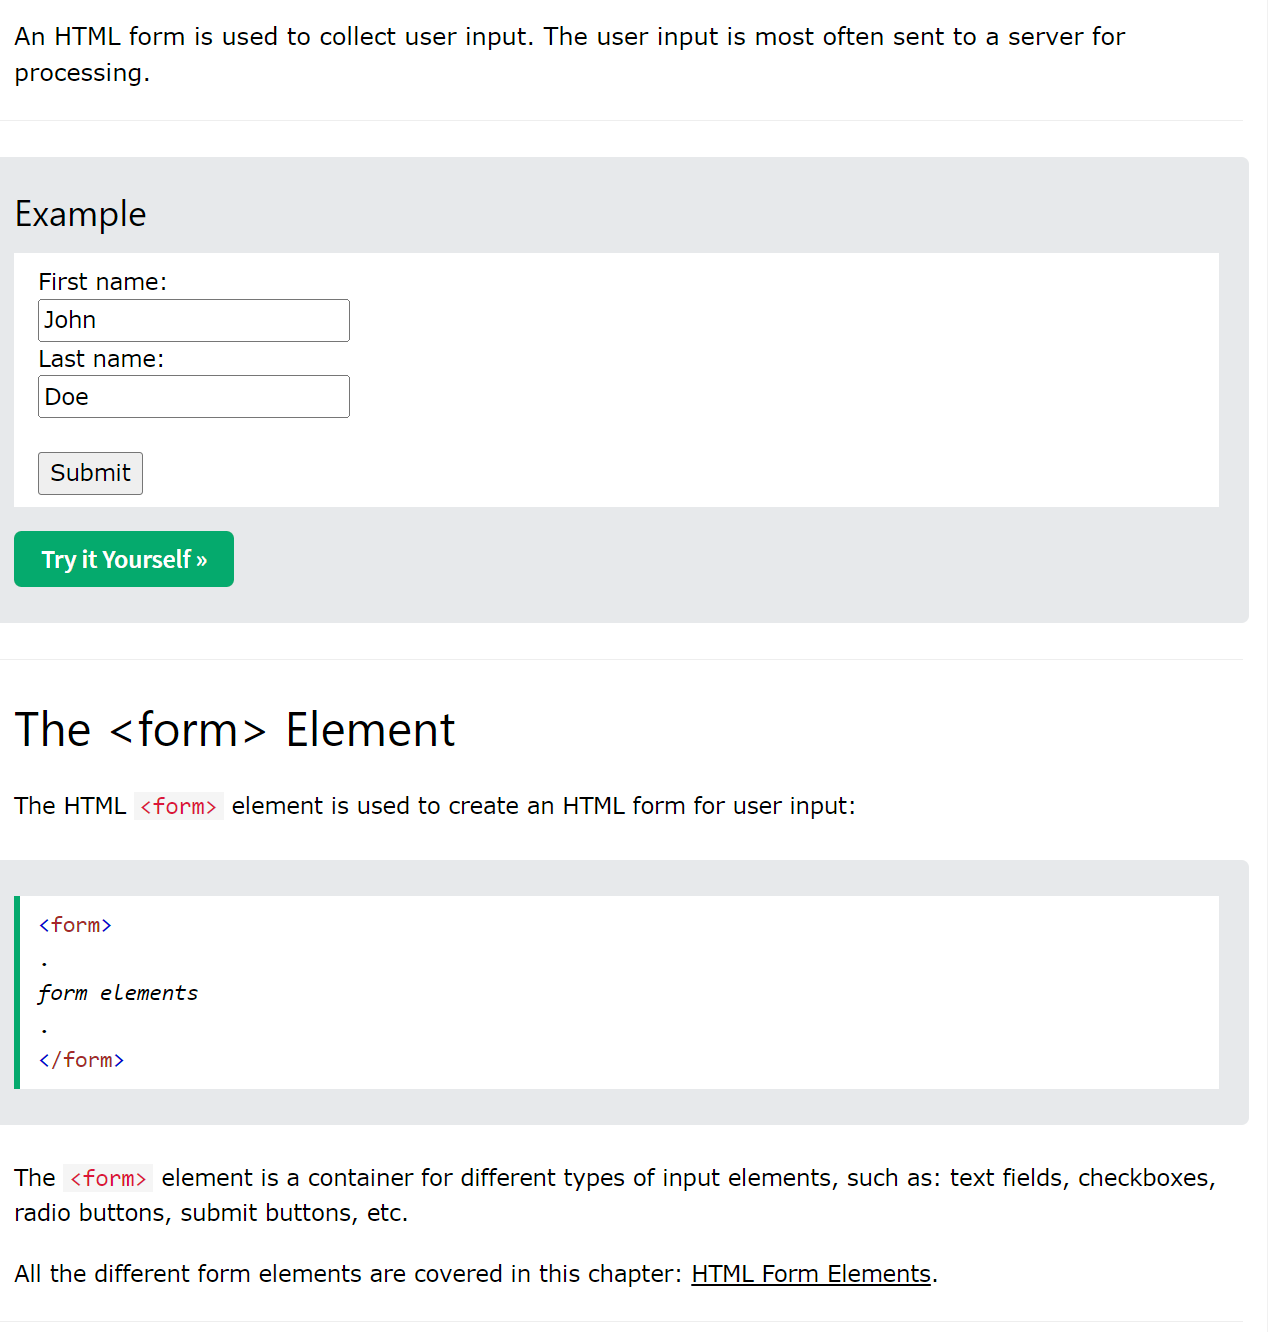 An HTML form is used to collect user input. The user input is most often sent to a server for
processing.
Example
First name:
John
Last name:
Doe
Submit
Try it Yourself »
The <form> Element
The HTML <form> element is used to create an HTML form for user input:
<form>
.
form elements
.
</form>
The <form> element is a container for different types of input elements, such as: text fields, checkboxes,
radio buttons, submit buttons, etc.
All the different form elements are covered in this chapter: HTML Form Elements.